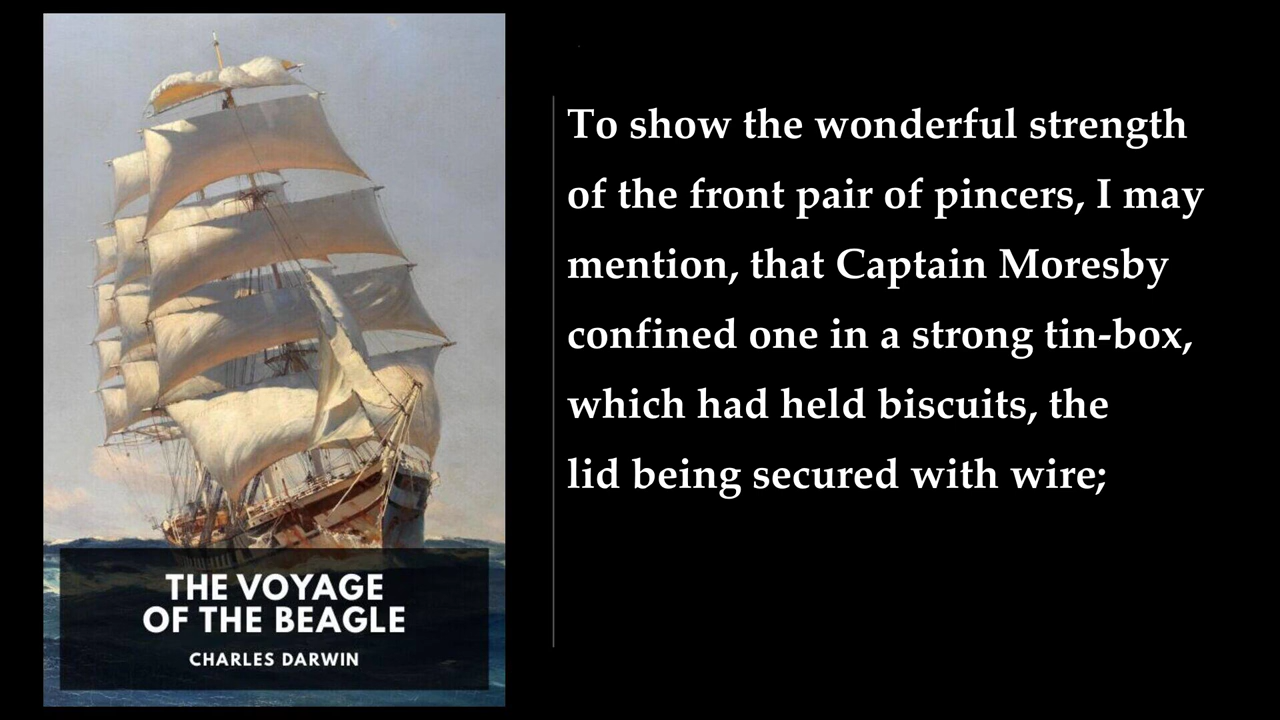 THE VOYAGE
OF THE BEAGLE
CHARLES DARWIN
To show the wonderful strength
of the front pair of pincers, I may
mention, that Captain Moresby
confined one in a strong tin-box,
which had held biscuits, the
lid being secured with wire;